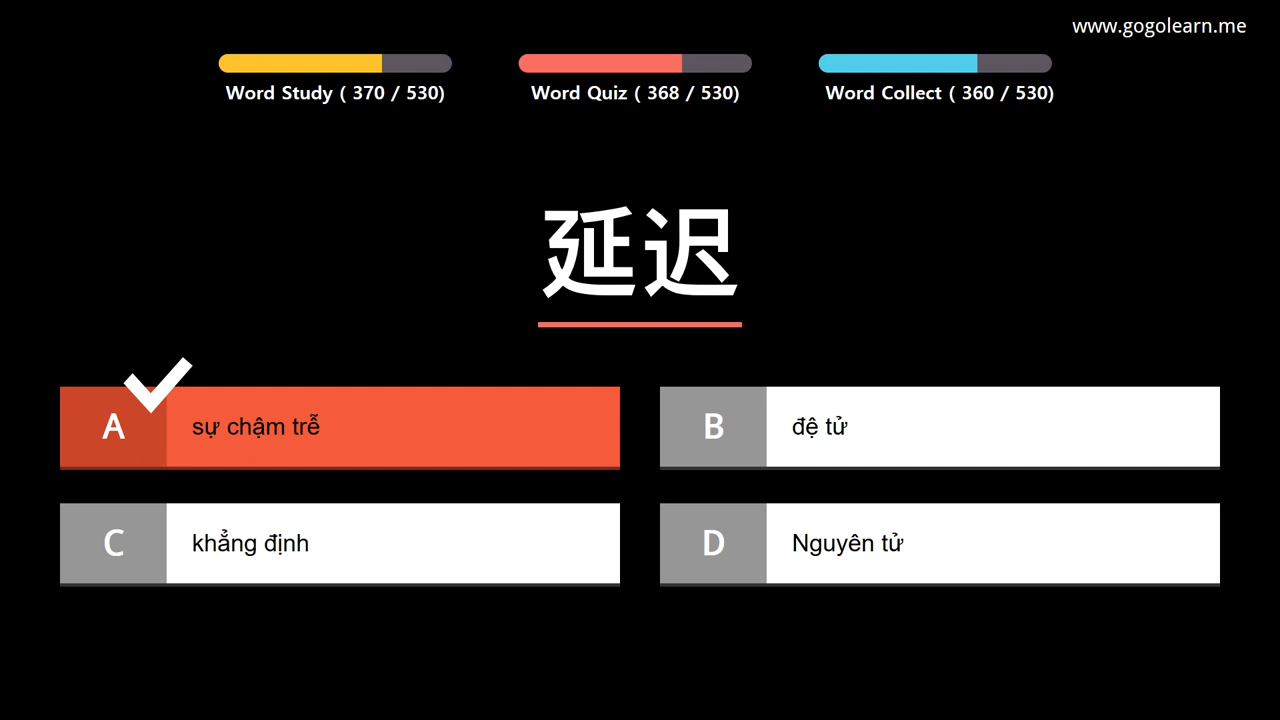 www.gogolearn.me
Word Study ( 370 / 530)
Word Quiz ( 368 / 530)
Word Collect ( 360 / 530)
延迟
A sự chậm trễ
B đệ tử
C khẳng định
D Nguyên tử